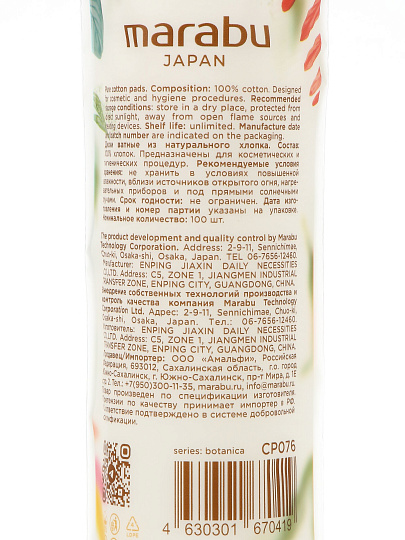 marabu
JAPAN
Pure cotton pads. Composition: 100% cotton. Designed
for cosmetic and hygiene procedures. Recommended
storage conditions: store in a dry place, protected from
direct sunlight, away from open flame sources and
heating devices. Shelf life: unlimited. Manufacture date
and batch number are indicated on the packaging.
Диски ватные из натурального хлопка. Состав:
100% хлопок. Предназначены для косметических и
гигиенических процедур. Рекомендуемые условия
хранения: не хранить в условиях повышенной
влажности, вблизи источников открытого огня, нагре-
вательных приборов и под прямыми солнечными
лучами. Срок годности: не ограничен. Дата изго-
товления и номер партии указаны на упаковке.
Номинальное количество: 100 шт.
The product development and quality control by Marabu
Technology Corporation. Address: 2-9-11, Sennichimae,
Chuo-ki, Osaka-shi, Osaka, Japan. TEL 06-7656-12460.
Manufacturer: ENPING JIAXIN DAILY NECESSITIES
CO., LTD. Address: C5, ZONE 1, JIANGMEN INDUSTRIAL
TRANSFER ZONE, ENPING CITY, GUANGDONG, CHINA.
Внедрение собственных технологий производства и
контроль качества компания Marabu Technology
Corporation Ltd. Address: 2-9-11, Sennichimae, Chuo-ki,
Osaka-shi, Osaka, Japan. Тел.: 06-7656-12460.
Изготовитель: ENPING JIAXIN DAILY NECESSITIES
CO., LTD. Address: C5, ZONE 1, JIANGMEN INDUSTRIAL
TRANSFER ZONE, ENPING CITY, GUANGDONG, CHINA.
Продавец/Импортер: ООО «Амальфи», Российская
Федерация, 693012, Сахалинская область, г.о. город
Южно-Сахалинск, г. Южно-Сахалинск, пр-т Мира, д. 1Б
Тел.: +7(950)300-11-35, marabu.ru, info@marabu.ru.
Товар произведен по спецификации изготовителя.
Претензии по качеству принимает импортер в РФ.
Соответствие подтверждено в системе добровольной
сертификации.
series: botanica
CP076
4 630301 670419